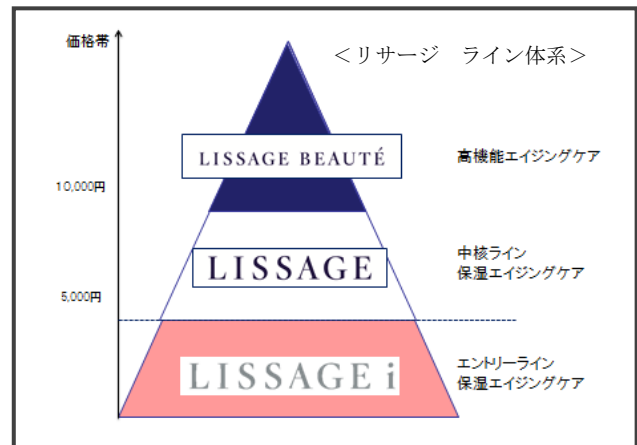 価格帯
＜リサージ　ライン体系＞
LISSAGE BEAUTÉ
高機能エイジングケア
10,000円
LISSAGE
中核ライン
保湿エイジングケア
5,000円
LISSAGE i
エントリーライン
保湿エイジングケア